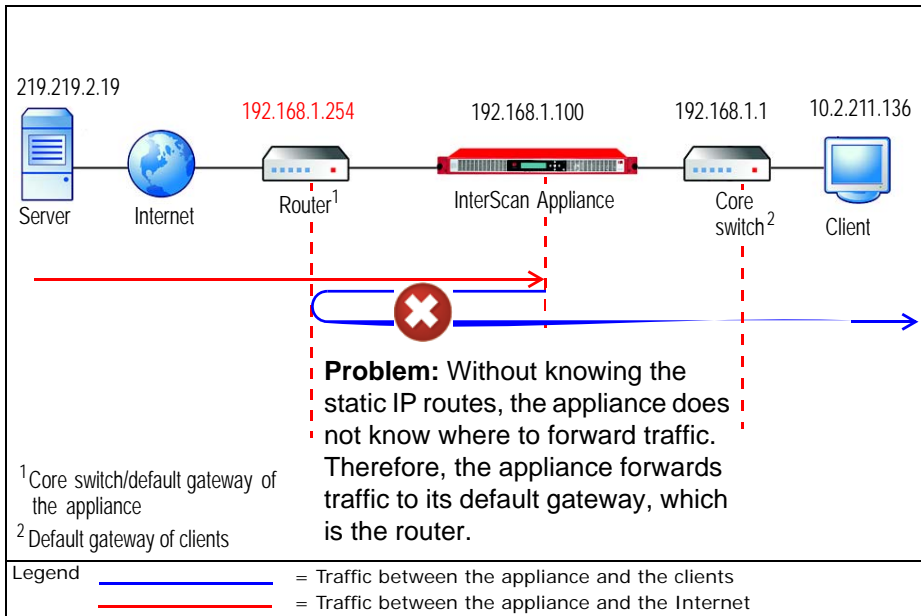 219.219.2.19
192.168.1.254
192.168.1.100
192.168.1.1
10.2.211.136
Server
Internet
Router1
InterScan Appliance
Core
switch2
Client
Problem: Without knowing the
static IP routes, the appliance does
not know where to forward traffic.
Therefore, the appliance forwards
traffic to its default gateway, which
is the router.
1Core switch/default gateway of
the appliance
2Default gateway of clients
Legend
= Traffic between the appliance and the clients
= Traffic between the appliance and the Internet